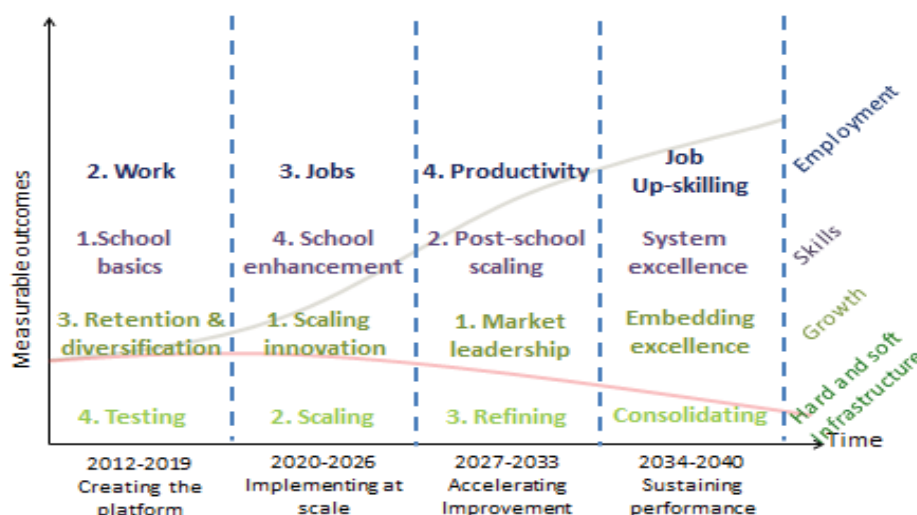 Measurable outcomes
2. Work
3. Jobs
4. Productivity
Job
Up-skilling
Employment
1.School
basics
4. School
enhancement
2. Post-school
scaling
System
excellence
Skills
3. Retention &
diversification
1. Scaling
innovation
1. Market
leadership
Embedding
excellence
Growth
4. Testing
2. Scaling
3. Refining
Consolidating
Hard and soft
infrastructure
Time
2012-2019
Creating the
platform
2020-2026
Implementing at
scale
2027-2033
Accelerating
Improvement
2034-2040
Sustaining
performance